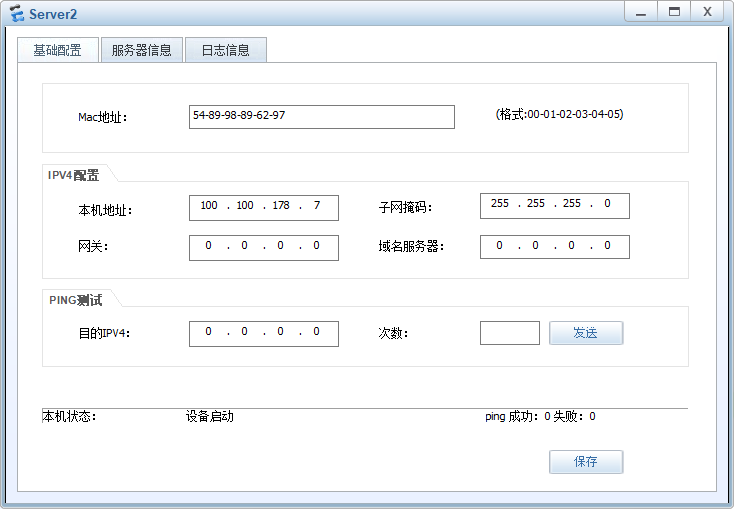 Server2
基础配置 服务器信息 日志信息
Mac地址: 54-89-98-89-62-97 (格式:00-01-02-03-04-05)
IPV4配置
本机地址: 100 . 100 . 178 . 7 子网掩码: 255 . 255 . 255 . 0
网关: 0 . 0 . 0 . 0 域名服务器: 0 . 0 . 0 . 0
PING测试
目的IPV4: 0 . 0 . 0 . 0 次数: 发送
本机状态: 设备启动 ping 成功: 0 失败: 0
保存